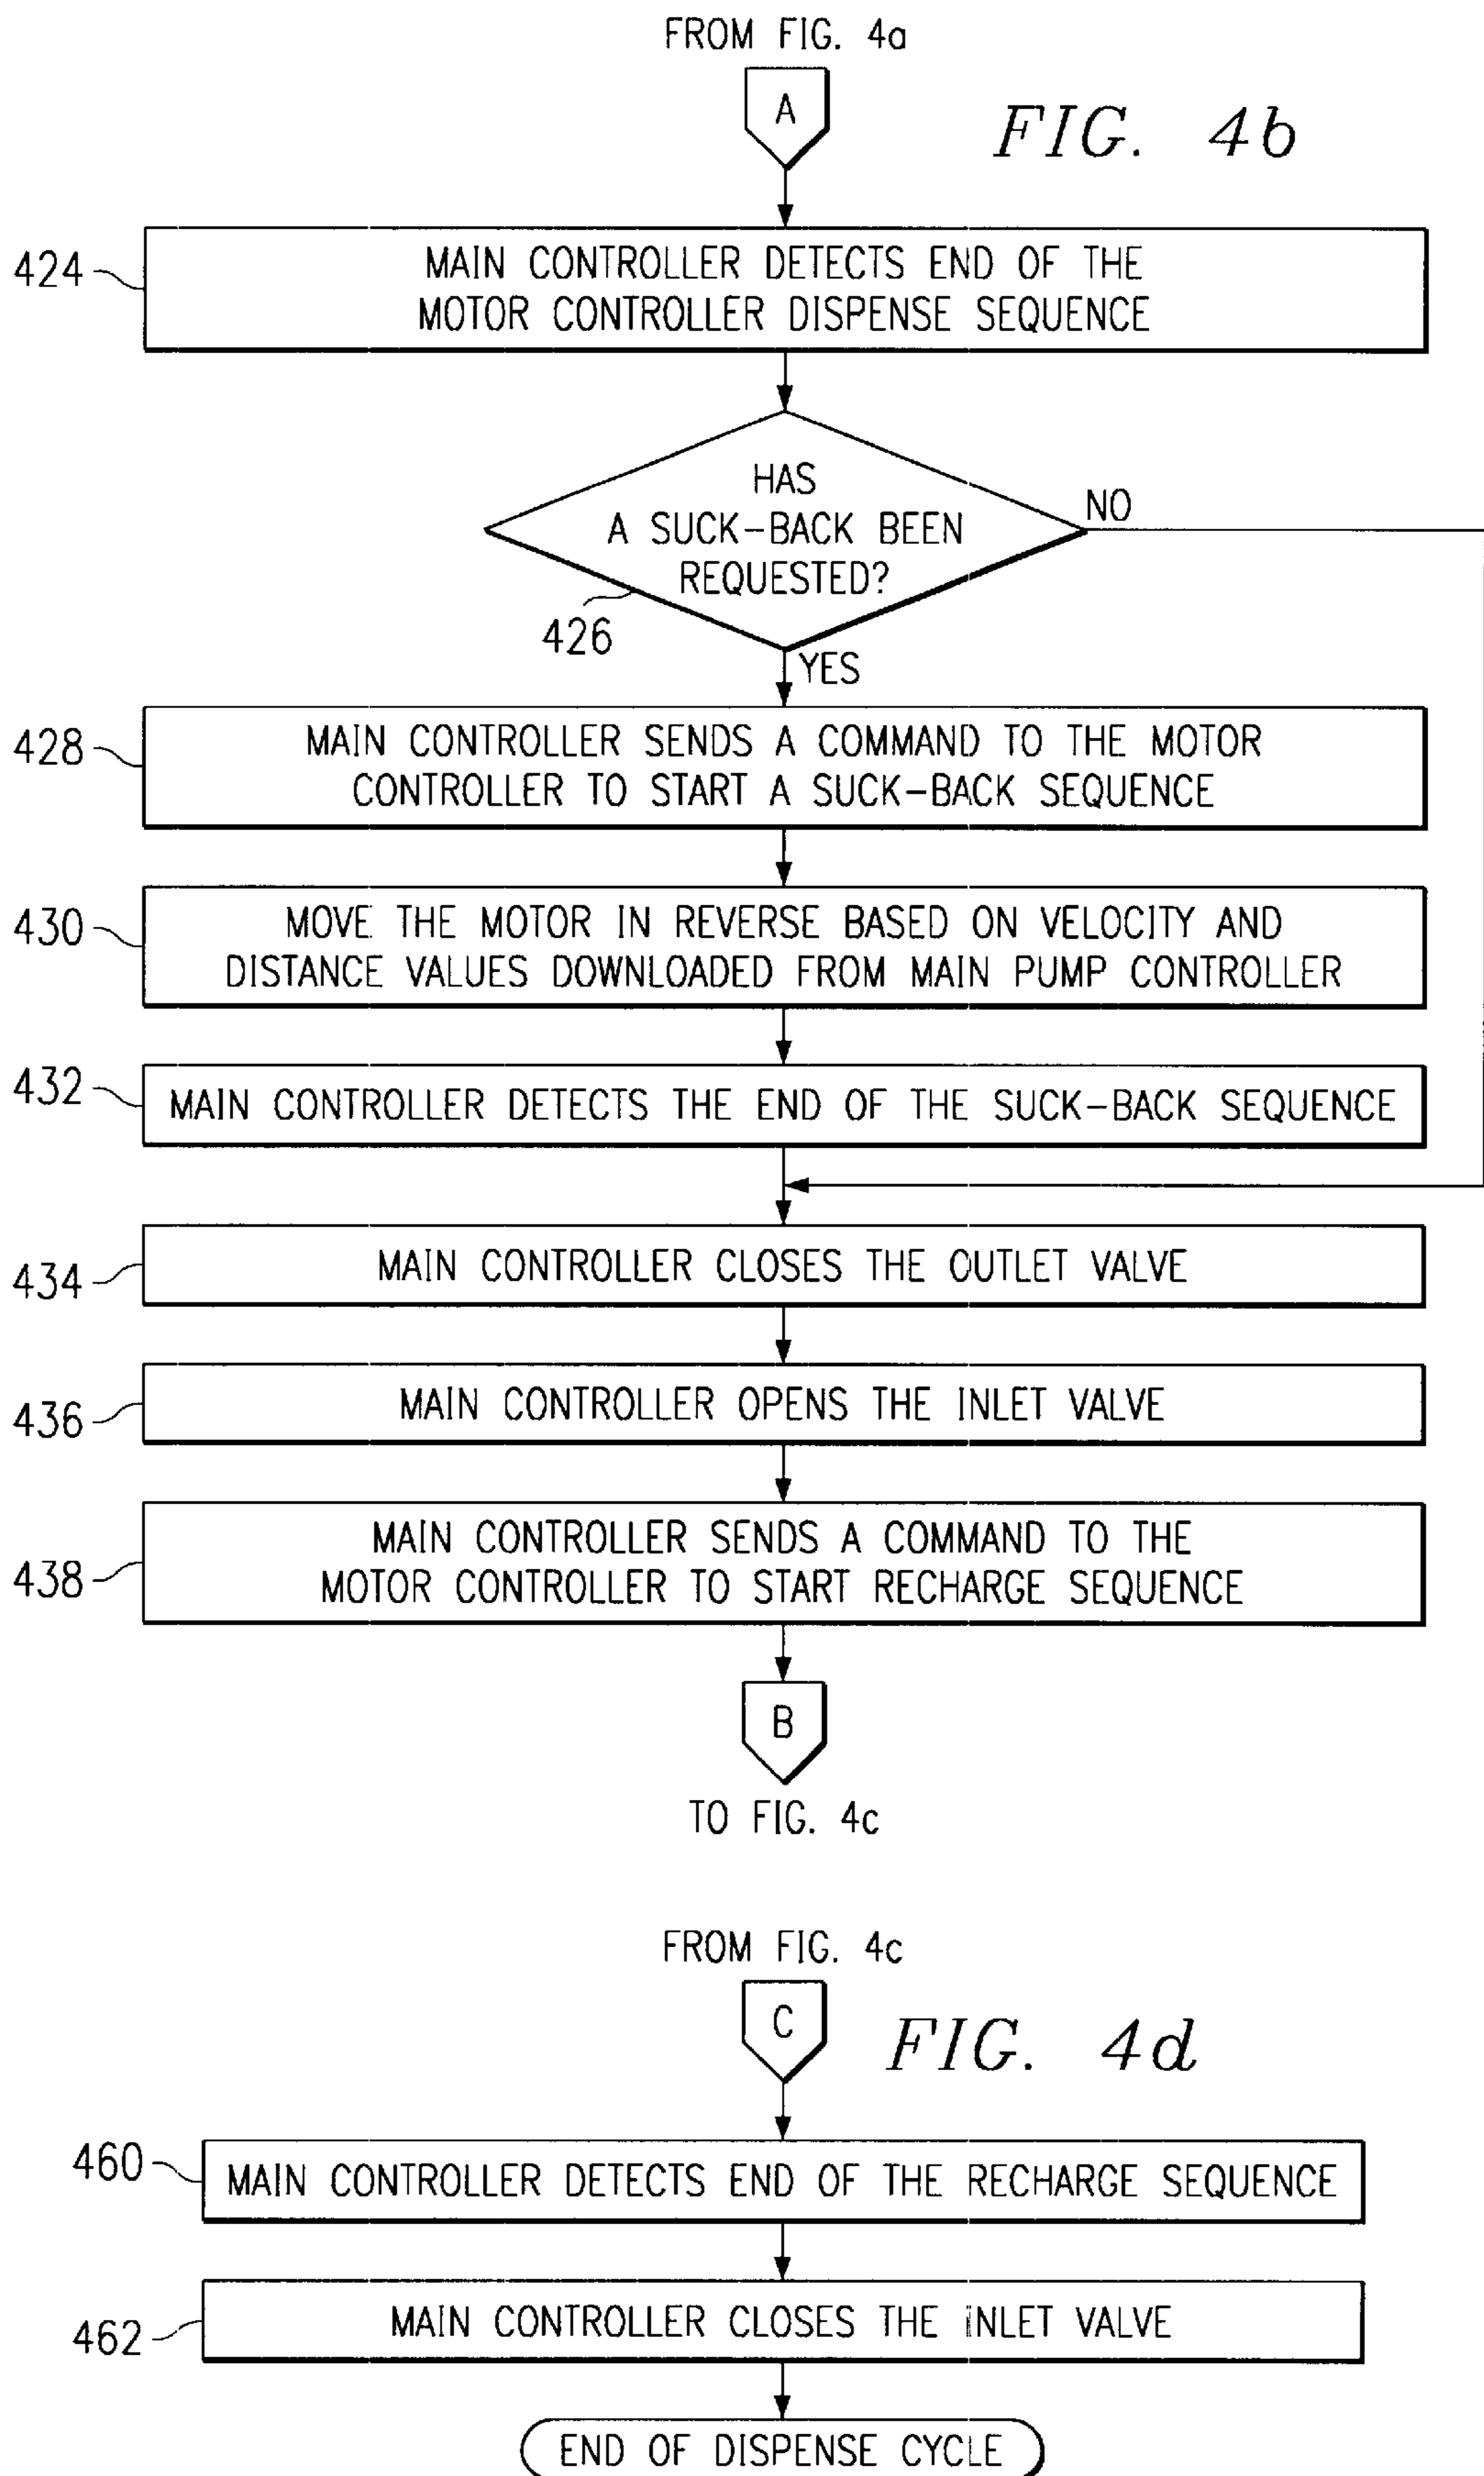 FROM FIG. 4a
A
FIG. 4b
424
MAIN CONTROLLER DETECTS END OF THE
MOTOR CONTROLLER DISPENSE SEQUENCE
HAS
A SUCK-BACK BEEN
REQUESTED?
NO
426
YES
428
MAIN CONTROLLER SENDS A COMMAND TO THE MOTOR
CONTROLLER TO START A SUCK-BACK SEQUENCE
430
MOVE THE MOTOR IN REVERSE BASED ON VELOCITY AND
DISTANCE VALUES DOWNLOADED FROM MAIN PUMP CONTROLLER
432
MAIN CONTROLLER DETECTS THE END OF THE SUCK-BACK SEQUENCE
434
MAIN CONTROLLER CLOSES THE OUTLET VALVE
436
MAIN CONTROLLER OPENS THE INLET VALVE
438
MAIN CONTROLLER SENDS A COMMAND TO THE
MOTOR CONTROLLER TO START RECHARGE SEQUENCE
B
TO FIG. 4c
FROM FIG. 4c
C
FIG. 4d
460
MAIN CONTROLLER DETECTS END OF THE RECHARGE SEQUENCE
462
MAIN CONTROLLER CLOSES THE INLET VALVE
END OF DISPENSE CYCLE